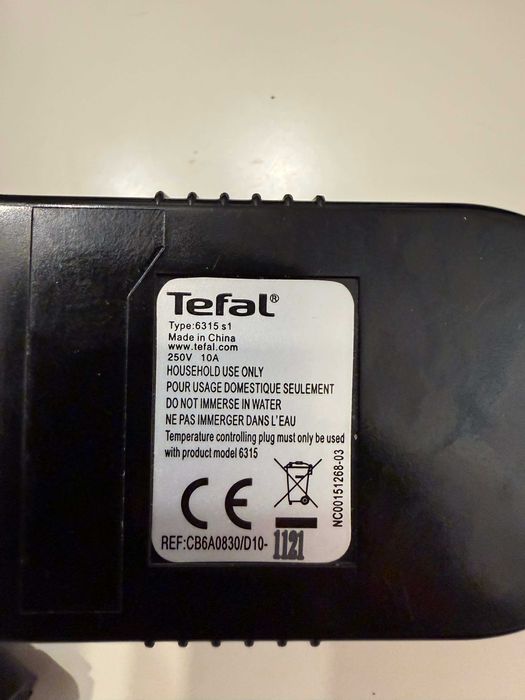 Tefal®
Type:6315 s1
Made in China
www.tefal.com
250V 10A
HOUSEHOLD USE ONLY
POUR USAGE DOMESTIQUE SEULEMENT
DO NOT IMMERSE IN WATER
NE PAS IMMERGER DANS L'EAU
Temperature controlling plug must only be used
with product model 6315
CE
NC00151268-03
REF:CB6A0830/D10- 1121